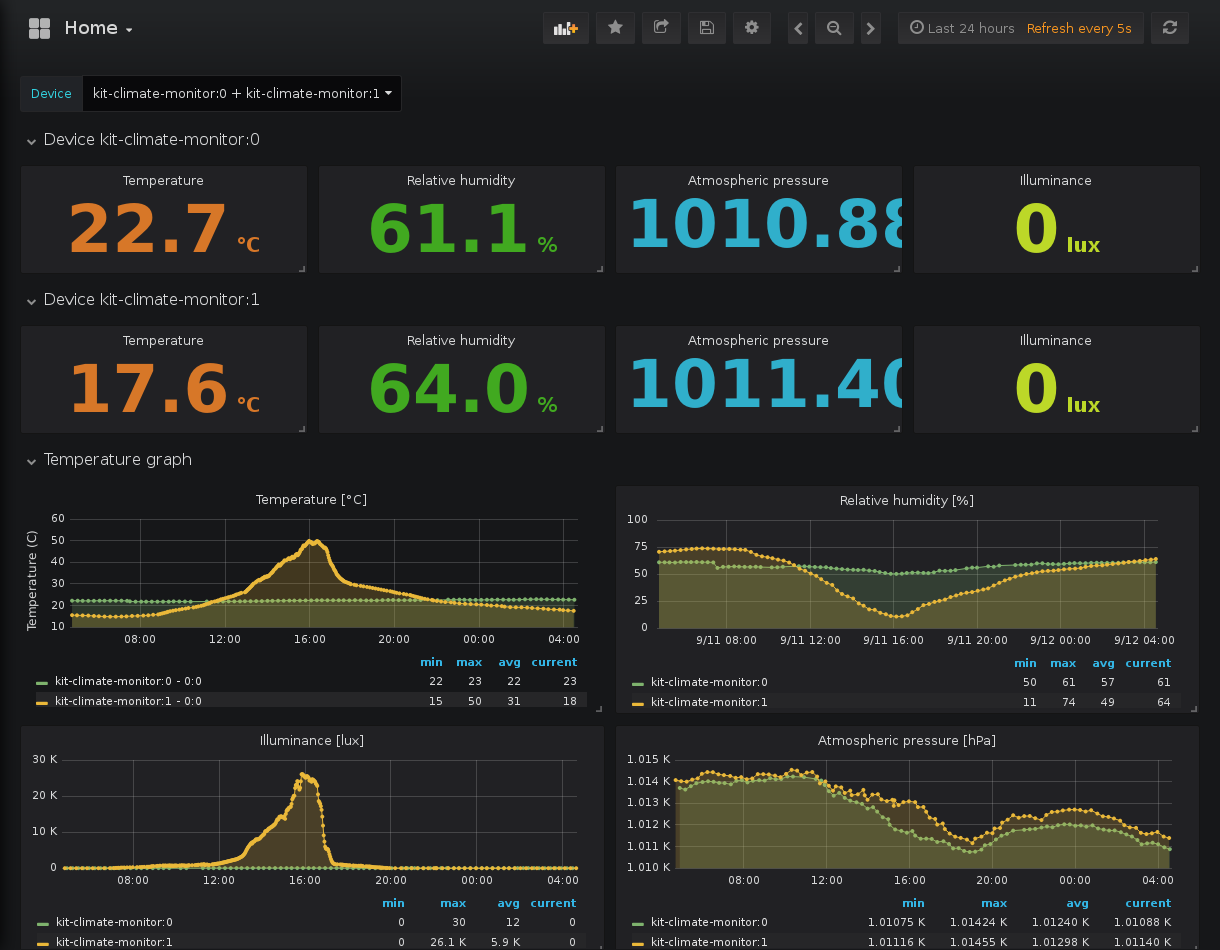 Home
Last 24 hours Refresh every 5s
Device kit-climate-monitor:0 + kit-climate-monitor:1
Device kit-climate-monitor:0
Temperature Relative humidity Atmospheric pressure Illuminance
22.7 °C 61.1 % 1010.88 0 lux
Device kit-climate-monitor:1
Temperature Relative humidity Atmospheric pressure Illuminance
17.6 °C 64.0 % 1011.40 0 lux
Temperature graph
Temperature [°C]
Temperature (C)
60
50
40
30
20
10
08:00 12:00 16:00 20:00 00:00 04:00
min max avg current
kit-climate-monitor:0 - 0:0 22 23 22 23
kit-climate-monitor:1 - 0:0 15 50 31 18
Relative humidity [%]
100
75
50
25
0
9/11 08:00 9/11 12:00 9/11 16:00 9/11 20:00 9/12 00:00 9/12 04:00
min max avg current
kit-climate-monitor:0 50 61 57 61
kit-climate-monitor:1 11 74 49 64
Illuminance [lux]
30 K
20 K
10 K
0
08:00 12:00 16:00 20:00 00:00 04:00
min max avg current
kit-climate-monitor:0 0 30 12 0
kit-climate-monitor:1 0 26.1 K 5.9 K 0
Atmospheric pressure [hPa]
1.015 K
1.014 K
1.013 K
1.012 K
1.011 K
1.010 K
08:00 12:00 16:00 20:00 00:00 04:00
min max avg current
kit-climate-monitor:0 1.01075 K 1.01424 K 1.01240 K 1.01088 K
kit-climate-monitor:1 1.01116 K 1.01455 K 1.01298 K 1.01140 K